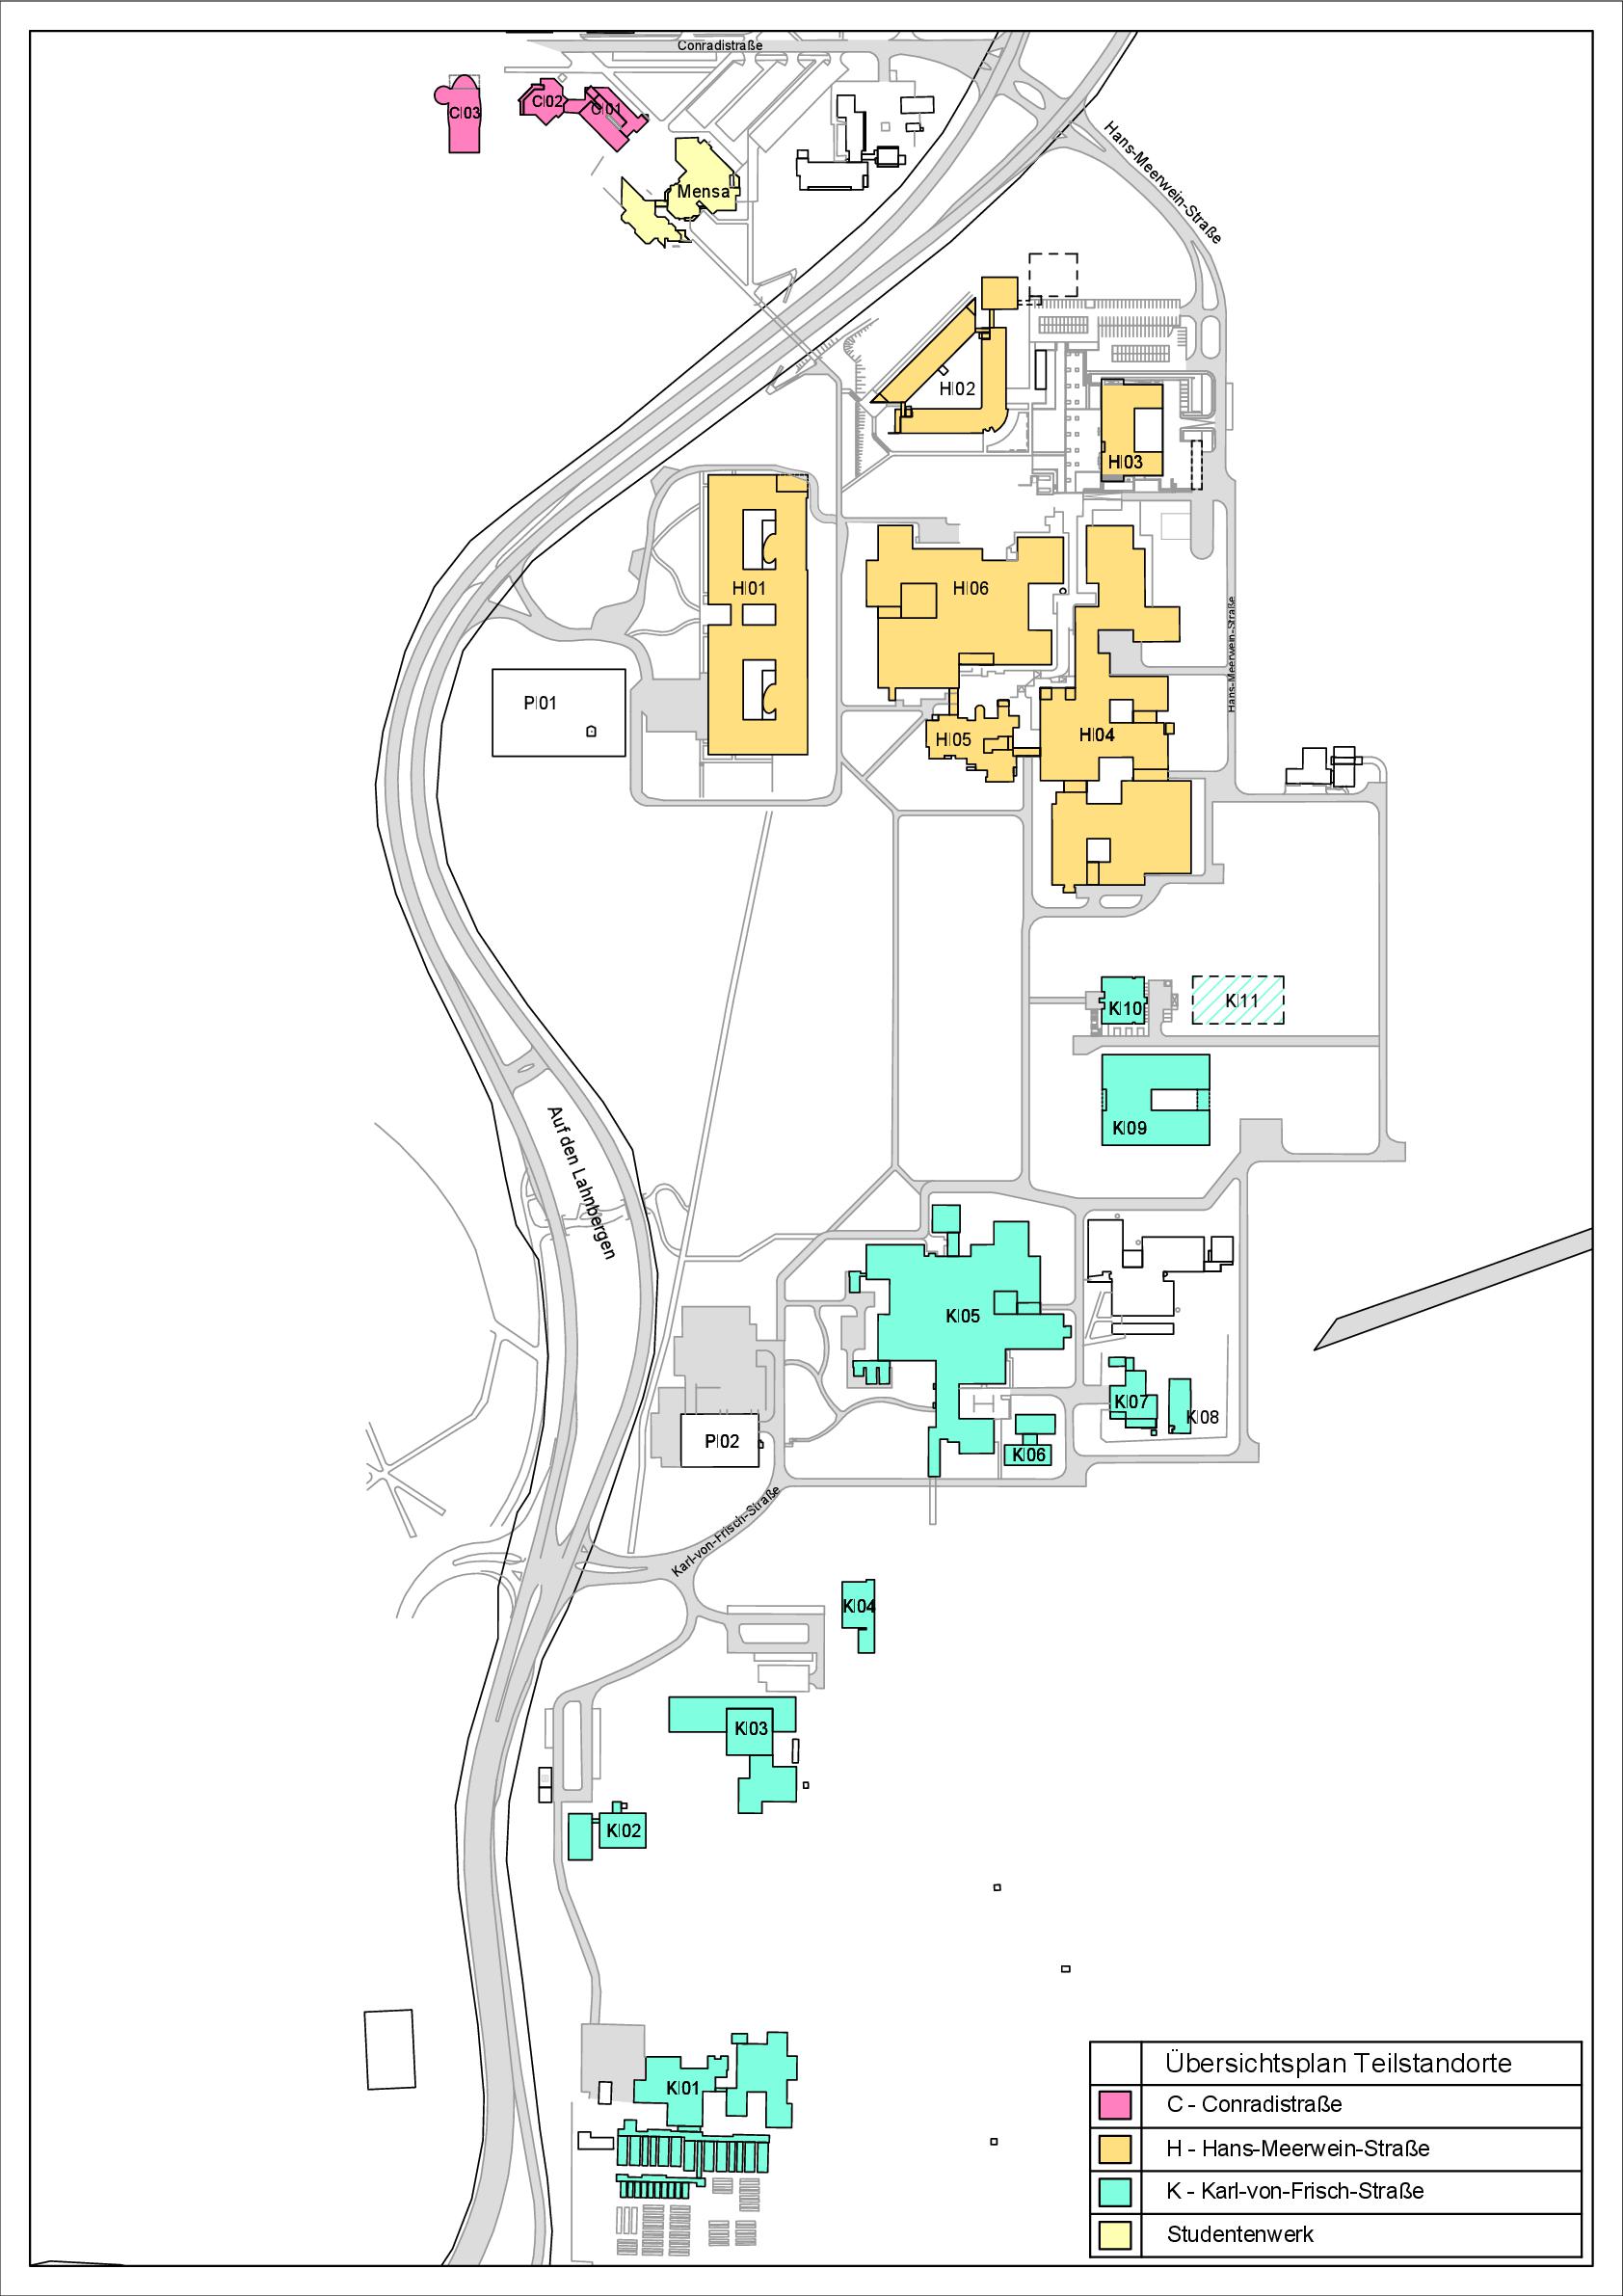 Conradistraße
C|03
C|02
C|01
Mensa
Hans-Meerwein-Straße
H|02
H|03
H|01
H|06
Hans-Meerwein-Straße
P|01
H|05
H|04
K|10
K|11
K|09
Auf den Lahnbergen
K|05
K|07
K|08
P|02
K|06
Karl-von-Frisch-Straße
K|04
K|03
K|02
K|01
Übersichtsplan Teilstandorte
C - Conradistraße
H - Hans-Meerwein-Straße
K - Karl-von-Frisch-Straße
Studentenwerk